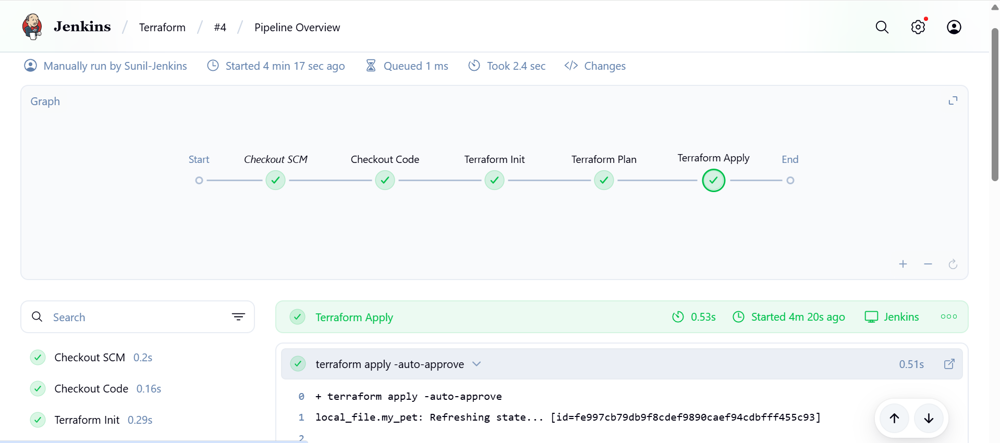 Jenkins / Terraform / #4 / Pipeline Overview
Manually run by Sunil-Jenkins Started 4 min 17 sec ago Queued 1 ms Took 2.4 sec </> Changes
Graph
Start Checkout SCM Checkout Code Terraform Init Terraform Plan Terraform Apply End
Search
Checkout SCM 0.2s
Checkout Code 0.16s
Terraform Init 0.29s
Terraform Apply 0.53s Started 4m 20s ago Jenkins
terraform apply -auto-approve 0.51s
0 + terraform apply -auto-approve
1 local_file.my_pet: Refreshing state... [id=fe997cb79db9f8cdef9890caef94cdbfff455c93]
2